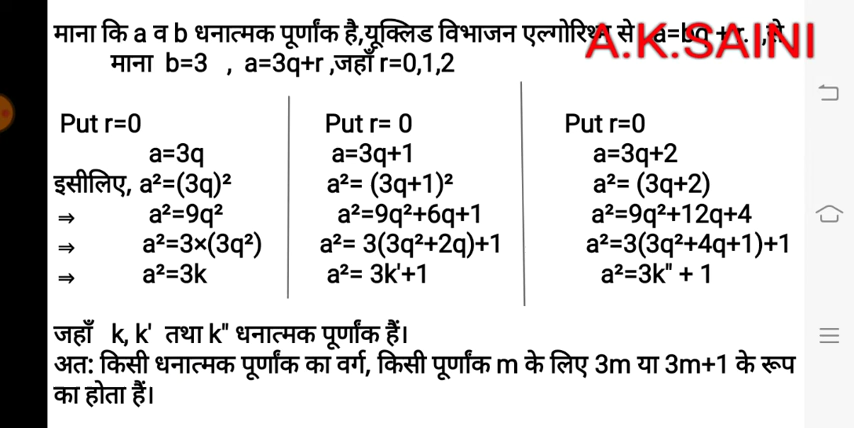 माना कि a व b धनात्मक पूर्णांक है,यूक्लिड विभाजन एल्गोरिथ्म से a=bq + r. ,से
A.K.SAINI
माना b=3 , a=3q+r ,जहाँ r=0,1,2
Put r=0 Put r= 0 Put r=0
a=3q a=3q+1 a=3q+2
इसीलिए, a²=(3q)² a²= (3q+1)² a²= (3q+2)
⇒ a²=9q² a²=9q²+6q+1 a²=9q²+12q+4
⇒ a²=3×(3q²) a²= 3(3q²+2q)+1 a²=3(3q²+4q+1)+1
⇒ a²=3k a²= 3k'+1 a²=3k" + 1
जहाँ k, k' तथा k" धनात्मक पूर्णांक हैं।
अत: किसी धनात्मक पूर्णांक का वर्ग, किसी पूर्णांक m के लिए 3m या 3m+1 के रूप
का होता हैं।